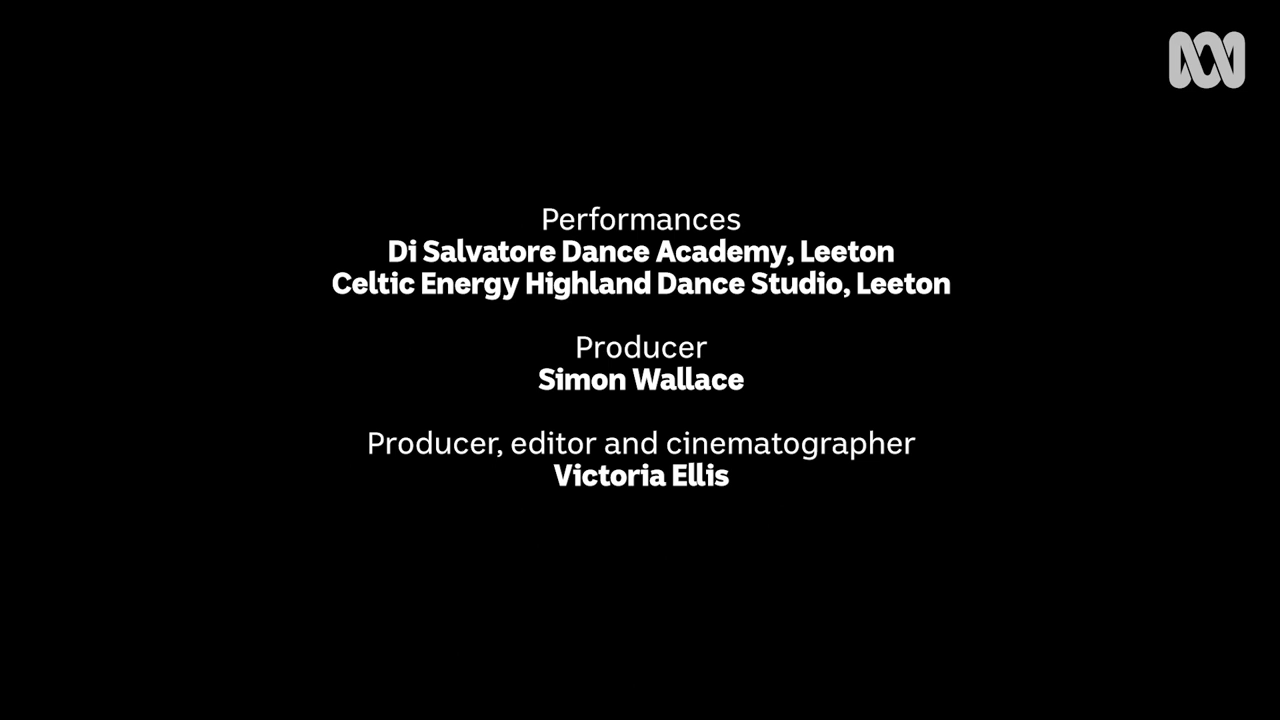 Performances
Di Salvatore Dance Academy, Leeton
Celtic Energy Highland Dance Studio, Leeton
Producer
Simon Wallace
Producer, editor and cinematographer
Victoria Ellis